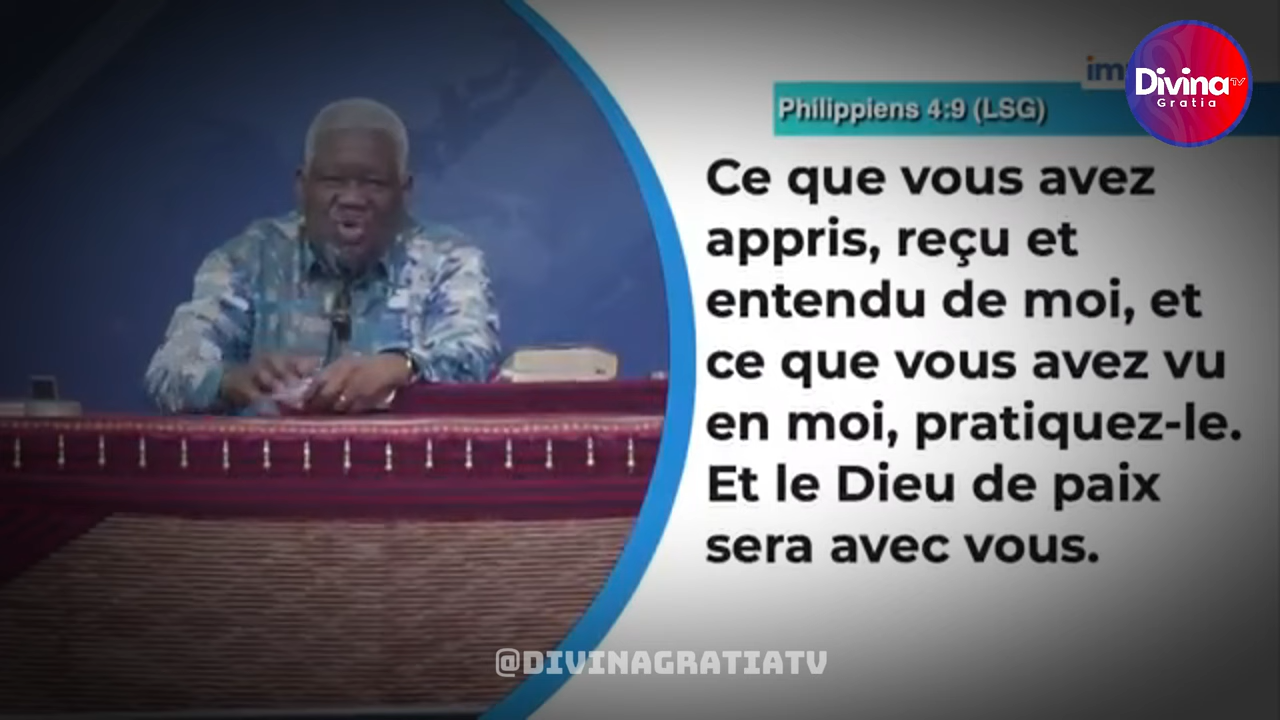 Divina TV
Gratia
Philippiens 4:9 (LSG)
Ce que vous avez
appris, reçu et
entendu de moi, et
ce que vous avez vu
en moi, pratiquez-le.
Et le Dieu de paix
sera avec vous.
@DIVINAGRATIATV